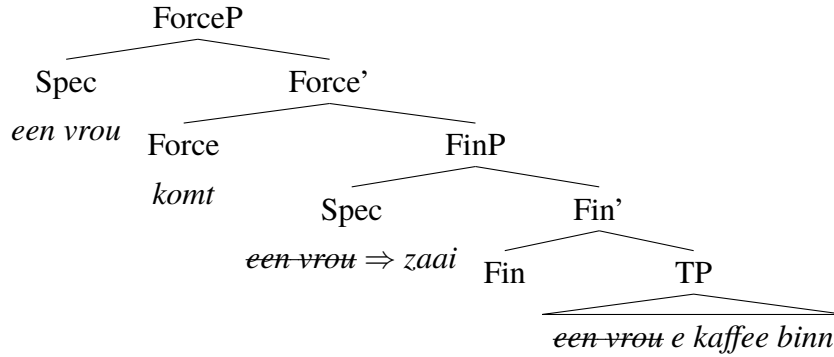 ForceP
Spec Force'
een vrou
Force FinP
komt
Spec Fin'
een vrou ⇒ zaai
Fin TP
een vrou e kaffee binn